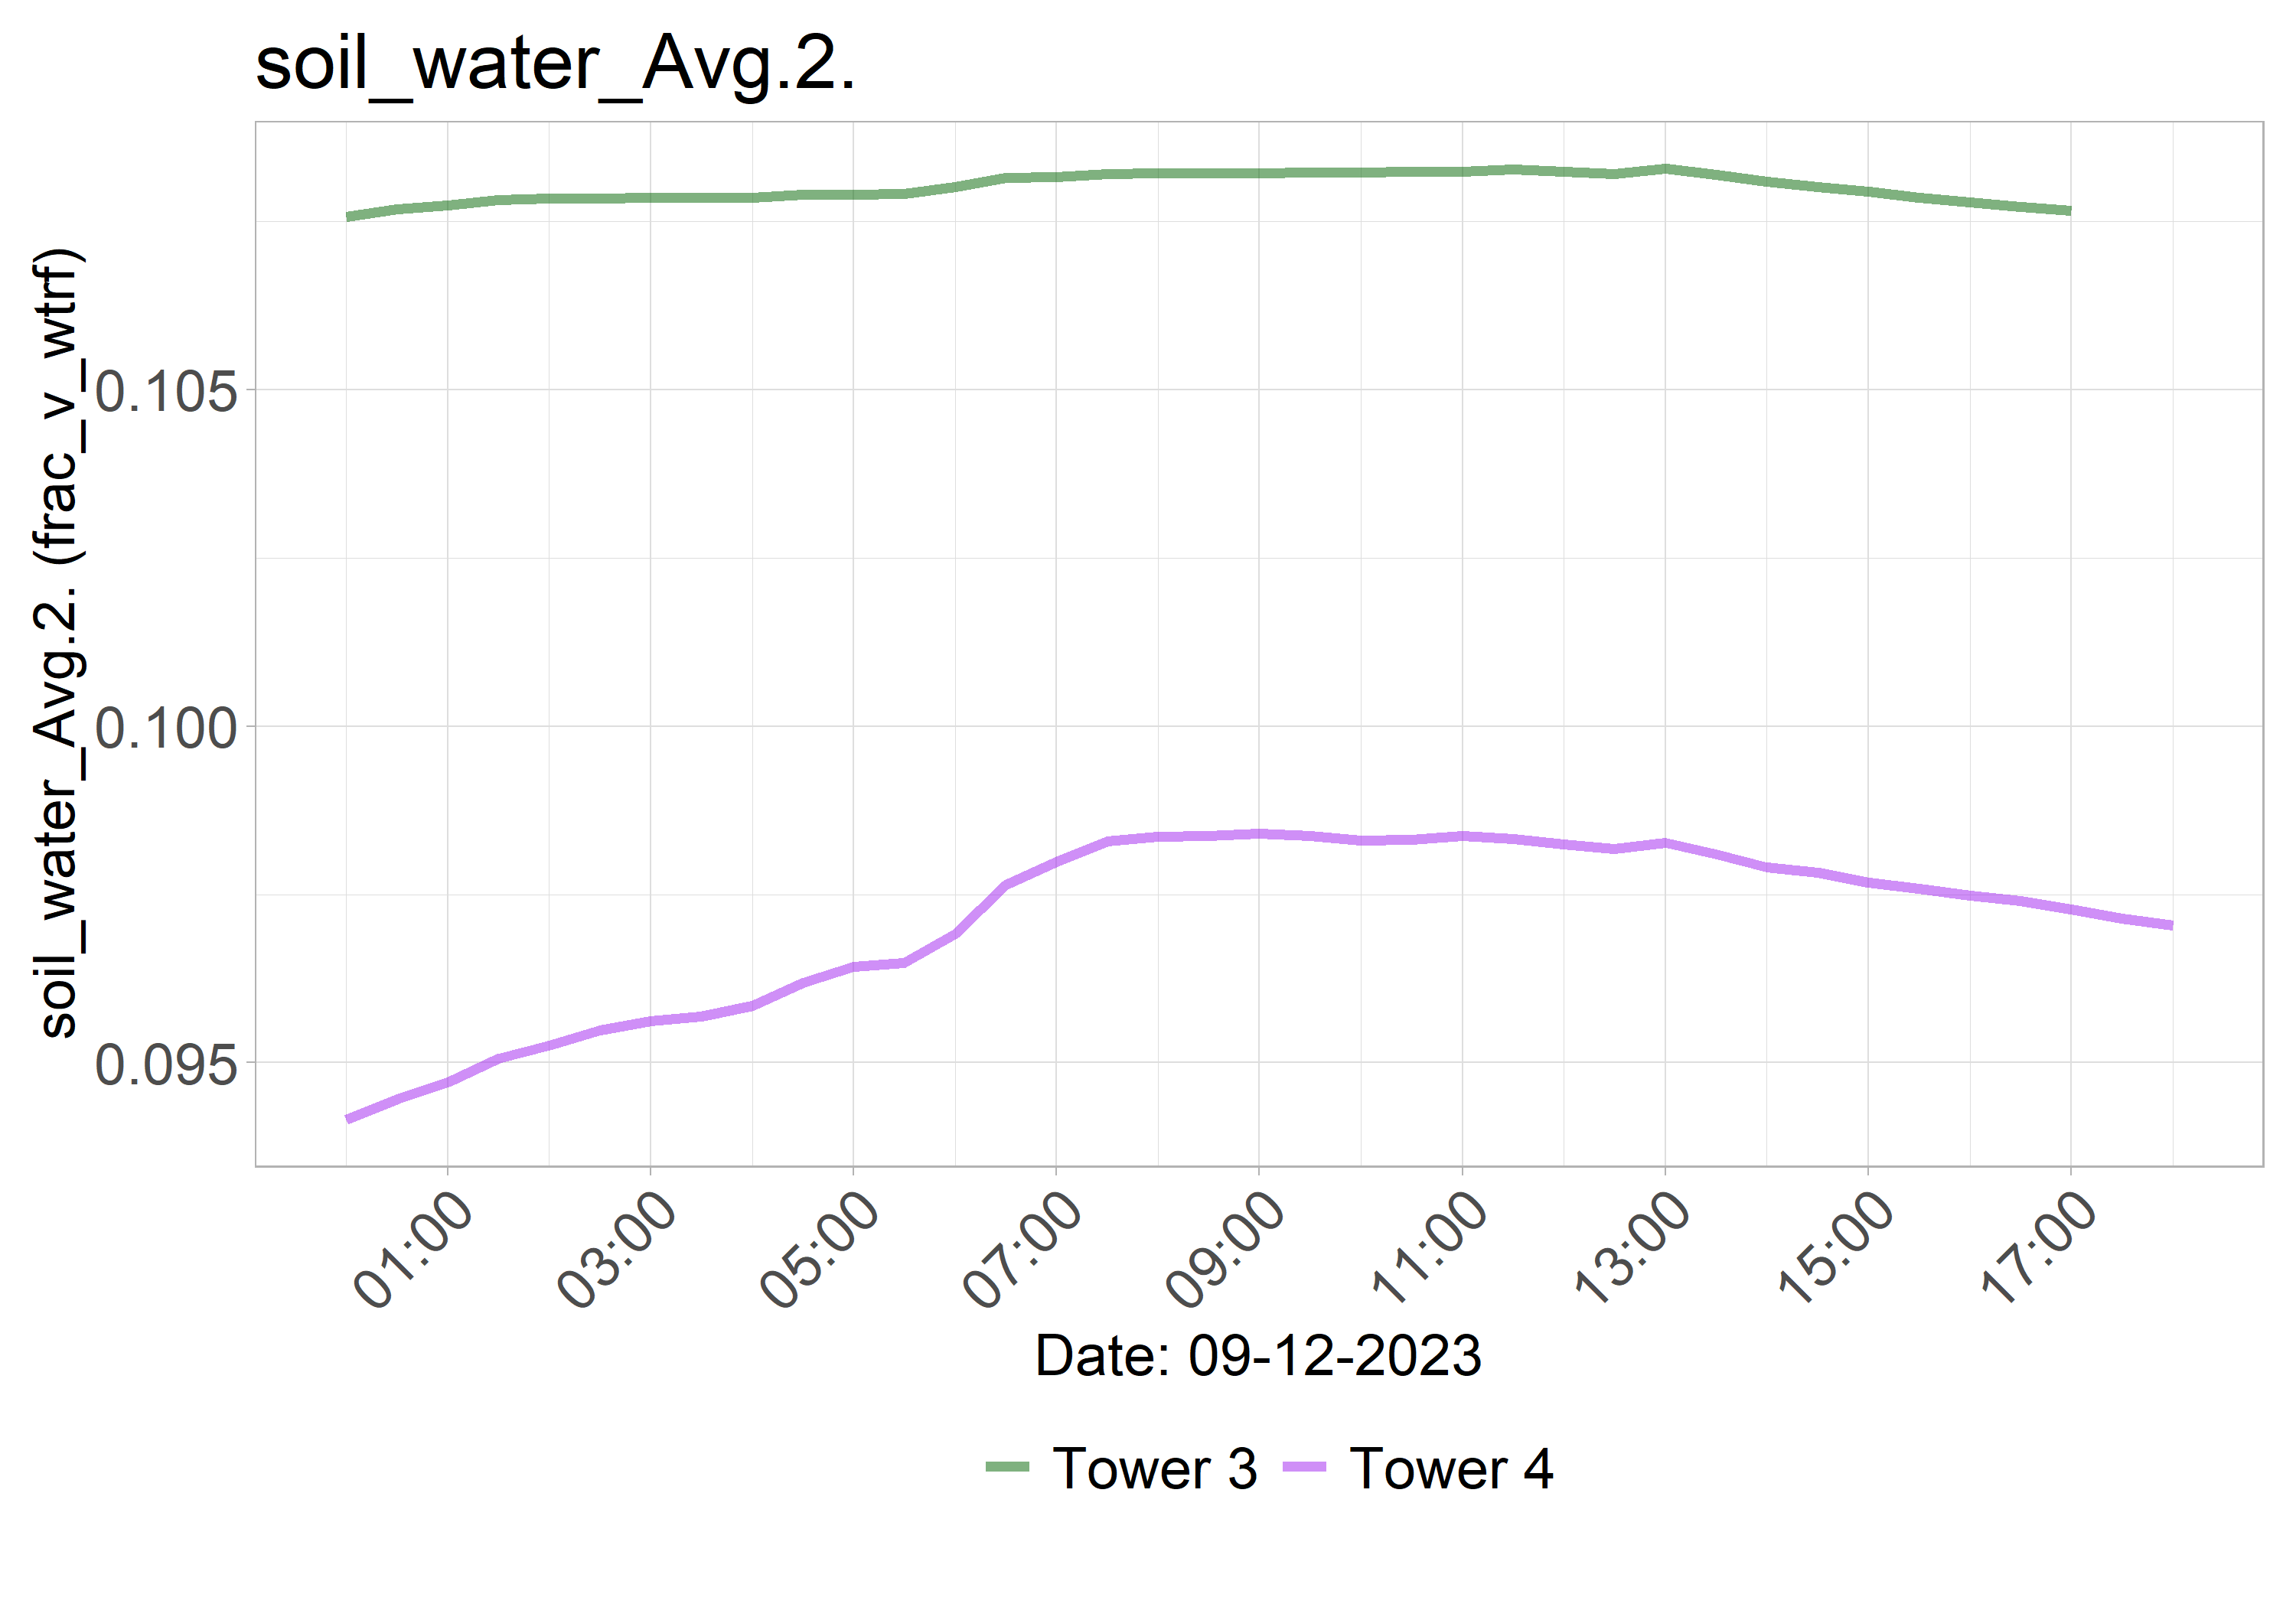 soil_water_Avg.2.
soil_water_Avg.2. (frac_v_wtrf)
0.105
0.100
0.095
01:00
03:00
05:00
07:00
09:00
11:00
13:00
15:00
17:00
Date: 09-12-2023
Tower 3
Tower 4